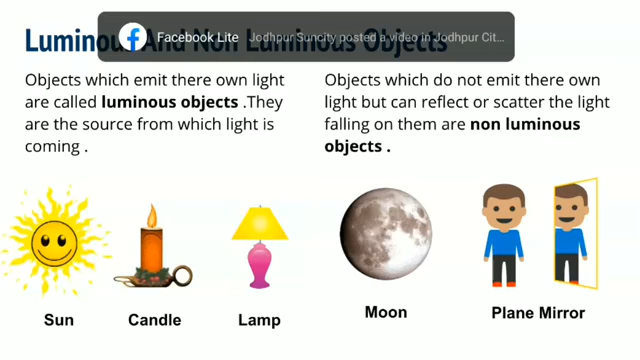 Luminous And Non Luminous Objects
Facebook Lite Jodhpur Suncity posted a video in Jodhpur Cit...
Objects which emit there own light
are called luminous objects .They
are the source from which light is
coming .
Objects which do not emit there own
light but can reflect or scatter the light
falling on them are non luminous
objects .
Sun
Candle
Lamp
Moon
Plane Mirror